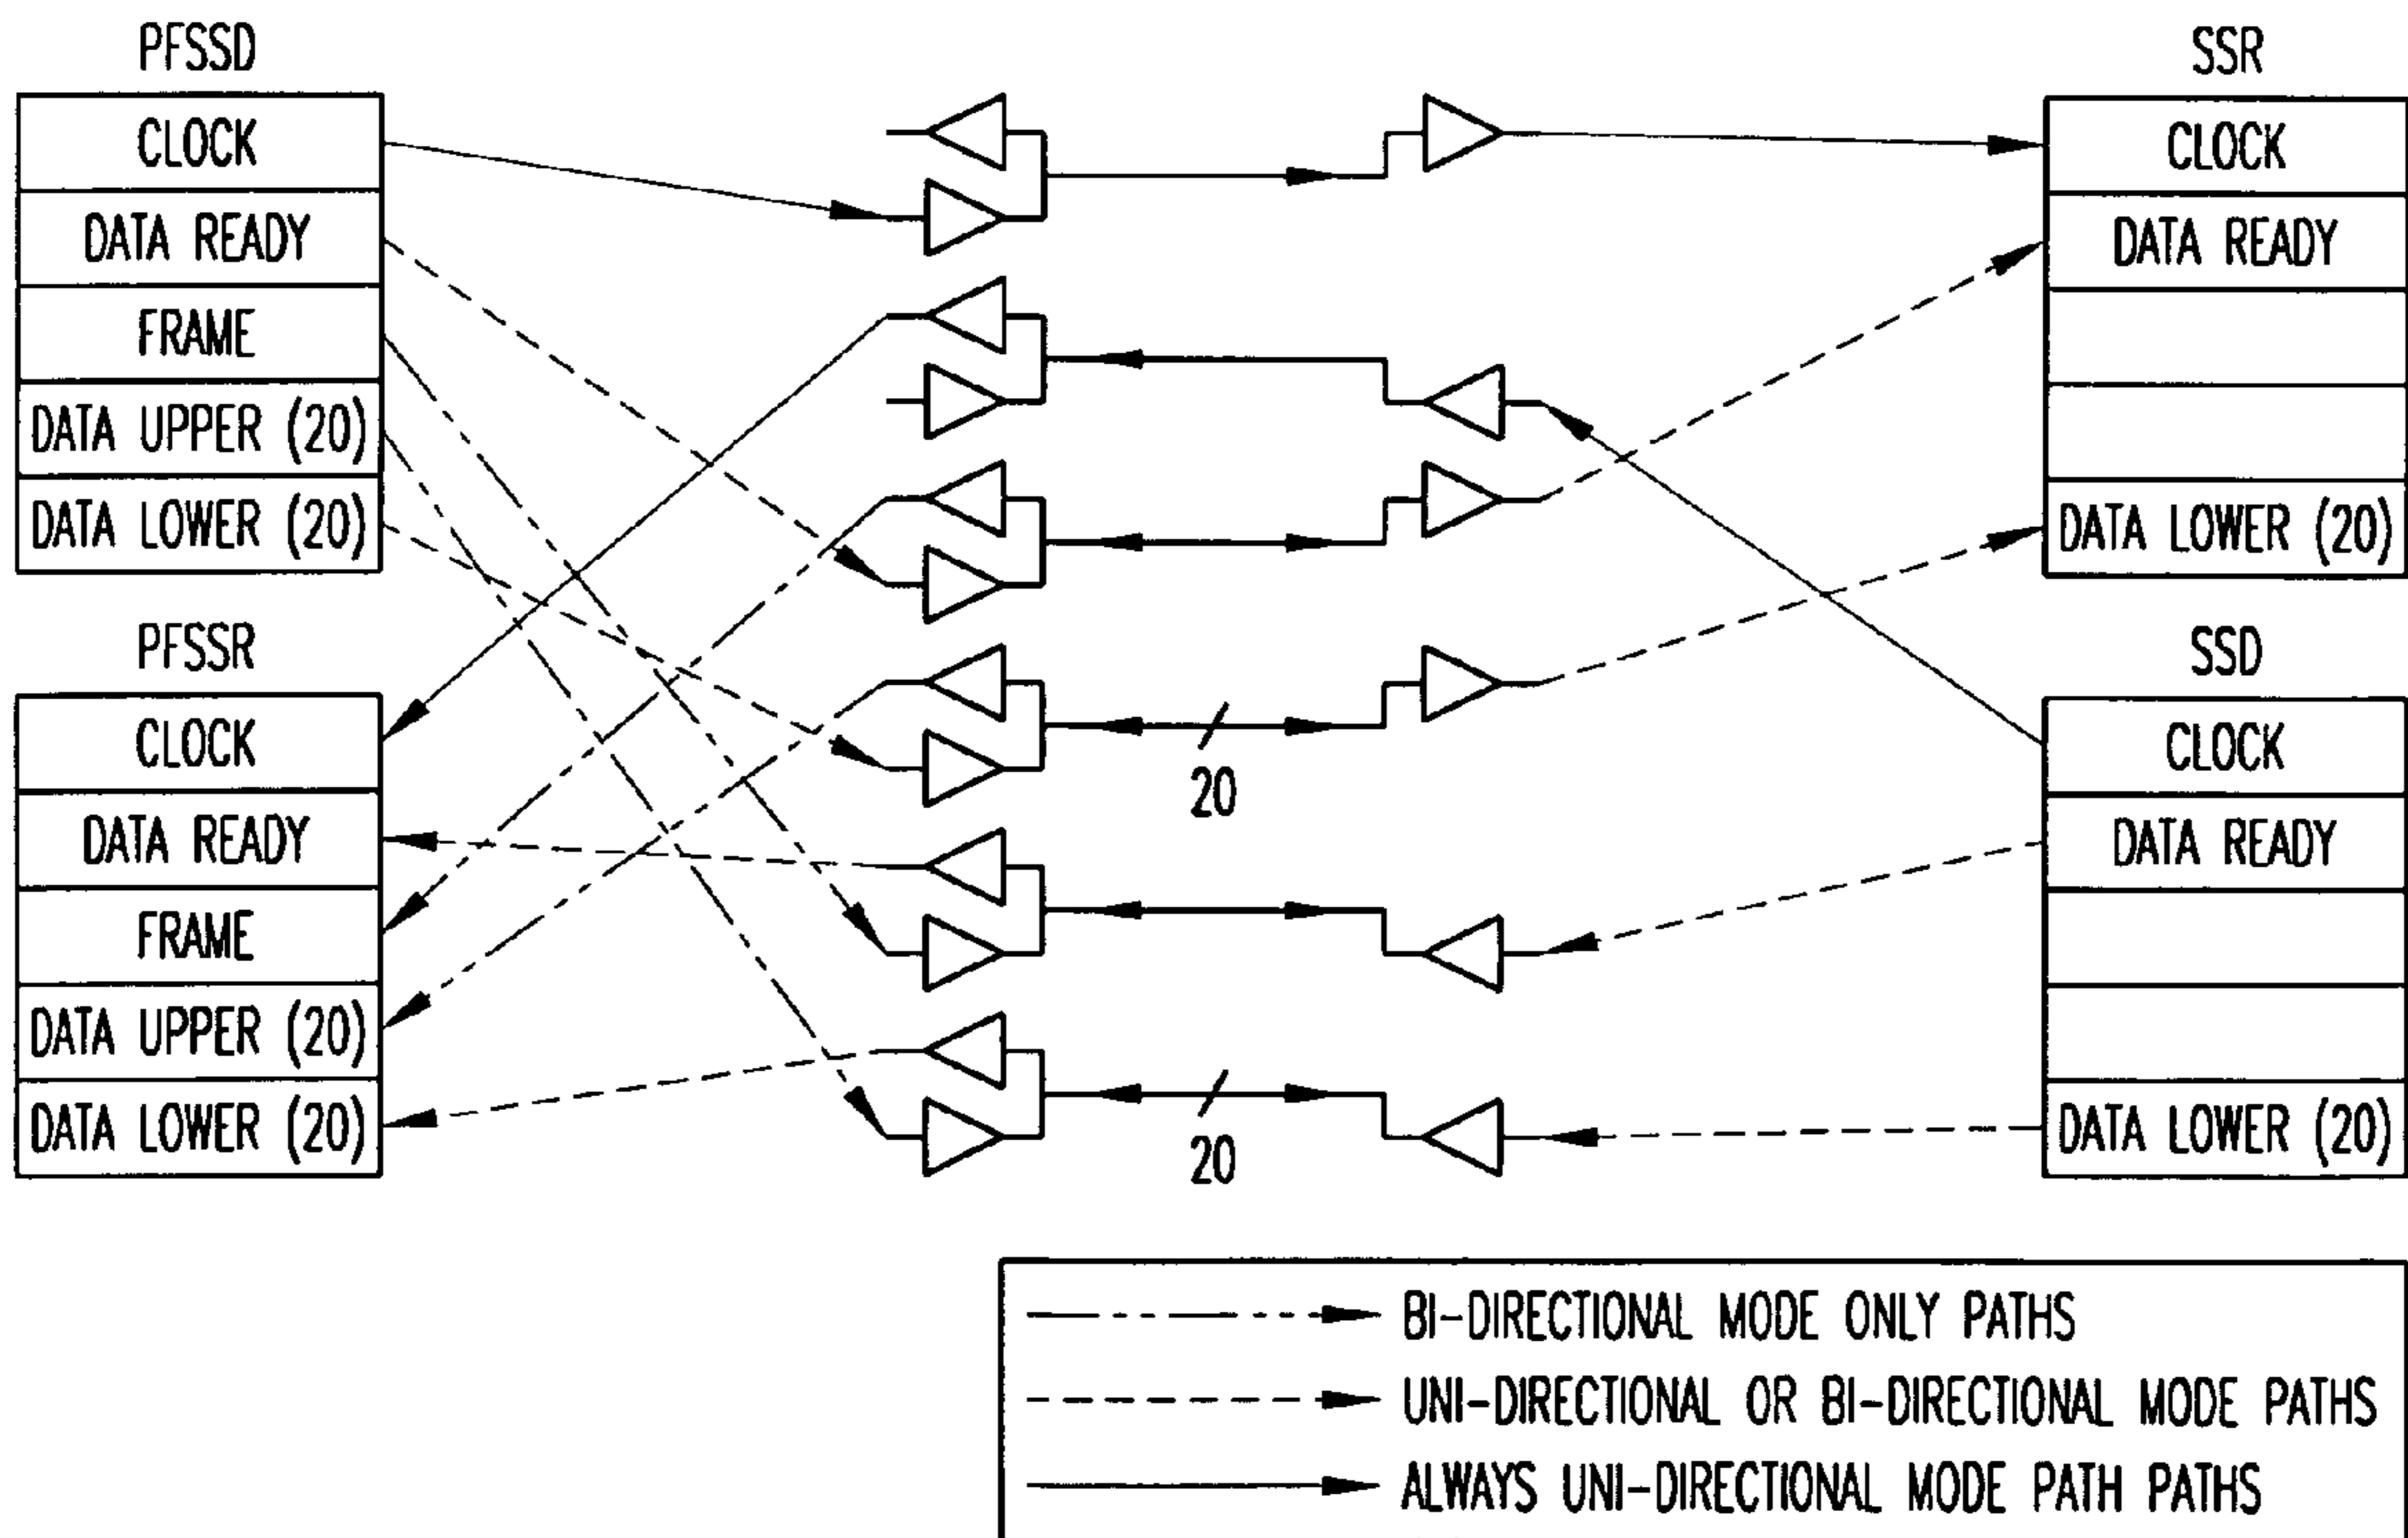 PFSSD
CLOCK
DATA READY
FRAME
DATA UPPER (20)
DATA LOWER (20)
PFSSR
CLOCK
DATA READY
FRAME
DATA UPPER (20)
DATA LOWER (20)
20
20
SSR
CLOCK
DATA READY
DATA LOWER (20)
SSD
CLOCK
DATA READY
DATA LOWER (20)
BI-DIRECTIONAL MODE ONLY PATHS
UNI-DIRECTIONAL OR BI-DIRECTIONAL MODE PATHS
ALWAYS UNI-DIRECTIONAL MODE PATH PATHS